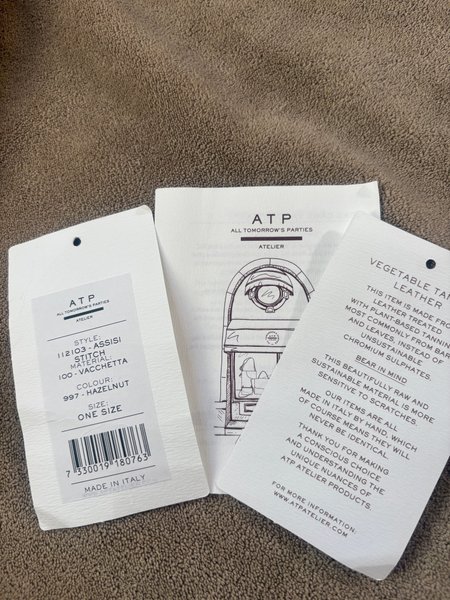 ATP
ALL TOMORROW'S PARTIES
ATELIER
STYLE:
112103 - ASSISI
STITCH
MATERIAL:
100 - VACCHETTA
COLOUR:
997 - HAZELNUT
SIZE:
ONE SIZE
7 330019 180763
MADE IN ITALY
ATP
ALL TOMORROW'S PARTIES
ATELIER
VEGETABLE TAN
LEATHER
THIS ITEM IS MADE FROM
LEATHER TREATED
WITH PLANT-BASED TANNIN
MOST COMMONLY FROM BAR
AND LEAVES, INSTEAD OF
UNSUSTAINABLE
CHROMIUM SULPHATES.
BEAR IN MIND
THIS BEAUTIFULLY RAW AND
SUSTAINABLE MATERIAL IS MORE
SENSITIVE TO SCRATCHES.
OUR ITEMS ARE ALL
MADE IN ITALY BY HAND WHICH
OF COURSE MEANS THEY WILL
NEVER BE IDENTICAL.
THANK YOU FOR MAKING
A CONSCIOUS CHOICE
AND UNDERSTANDING THE
UNIQUE NUANCES OF
ATP ATELIER PRODUCTS.
FOR MORE INFORMATION:
WWW.ATPATELIER.COM